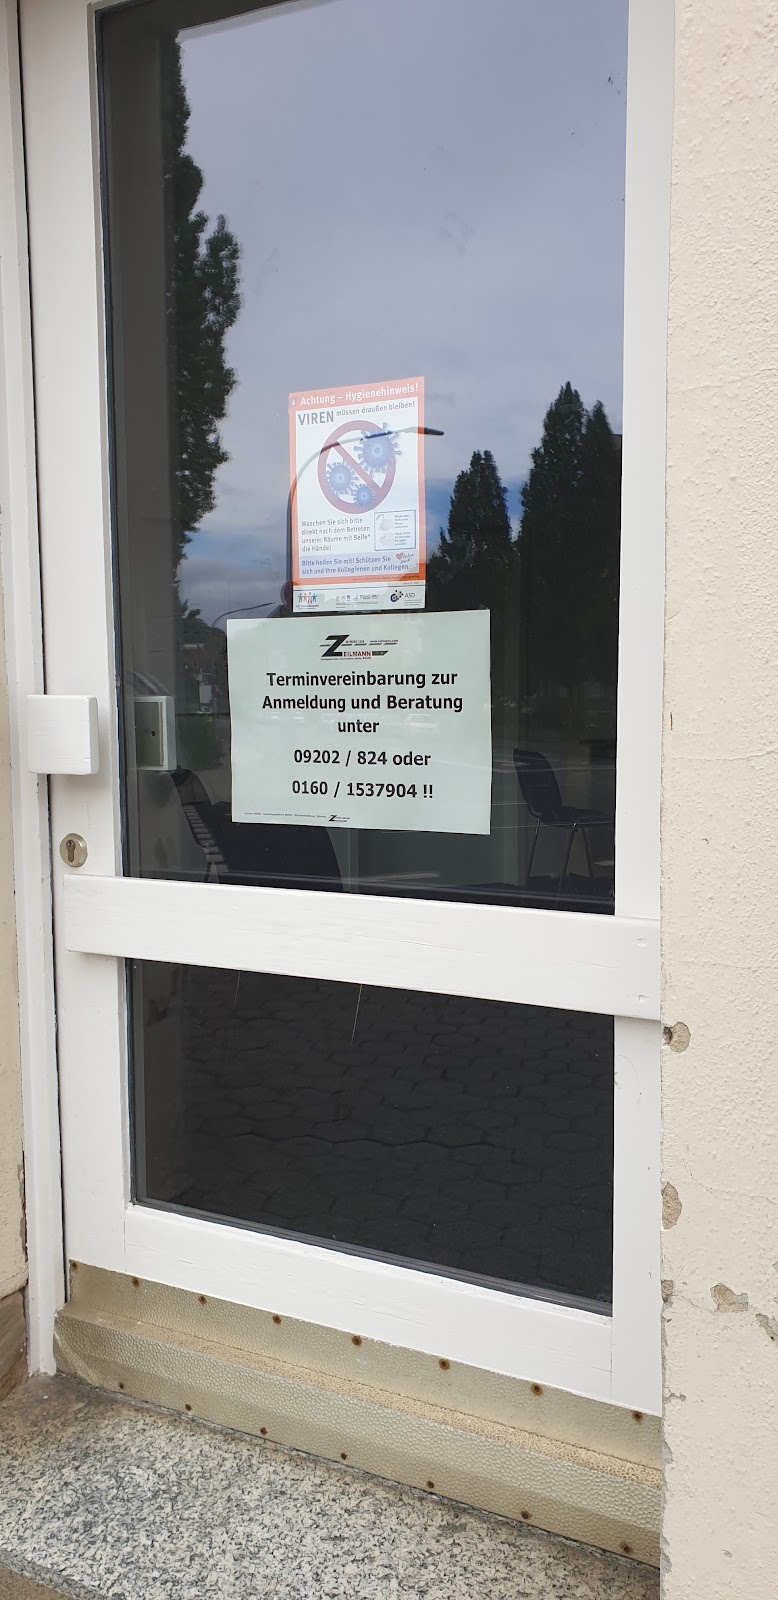 Achtung – Hygienehinweis!
VIREN müssen draußen bleiben!
Waschen Sie sich bitte
direkt nach dem Betreten
unserer Räume mit Seife*
die Hände!
Bitte helfen Sie mit! Schützen Sie
sich und Ihre Kolleginnen und Kollegen.
ASD
ZEILMANN
Terminvereinbarung zur
Anmeldung und Beratung
unter
09202 / 824 oder
0160 / 1537904 !!